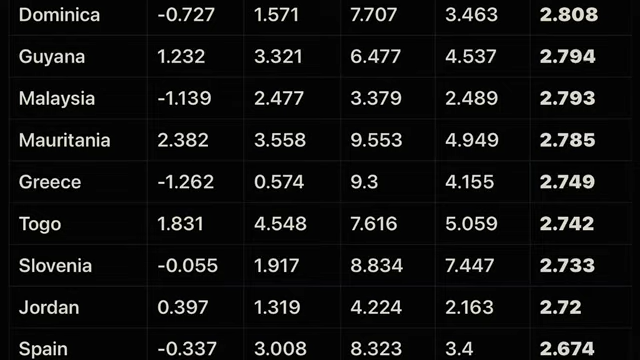 Dominica -0.727 1.571 7.707 3.463 2.808
Guyana 1.232 3.321 6.477 4.537 2.794
Malaysia -1.139 2.477 3.379 2.489 2.793
Mauritania 2.382 3.558 9.553 4.949 2.785
Greece -1.262 0.574 9.3 4.155 2.749
Togo 1.831 4.548 7.616 5.059 2.742
Slovenia -0.055 1.917 8.834 7.447 2.733
Jordan 0.397 1.319 4.224 2.163 2.72
Spain -0.337 3.008 8.323 3.4 2.674